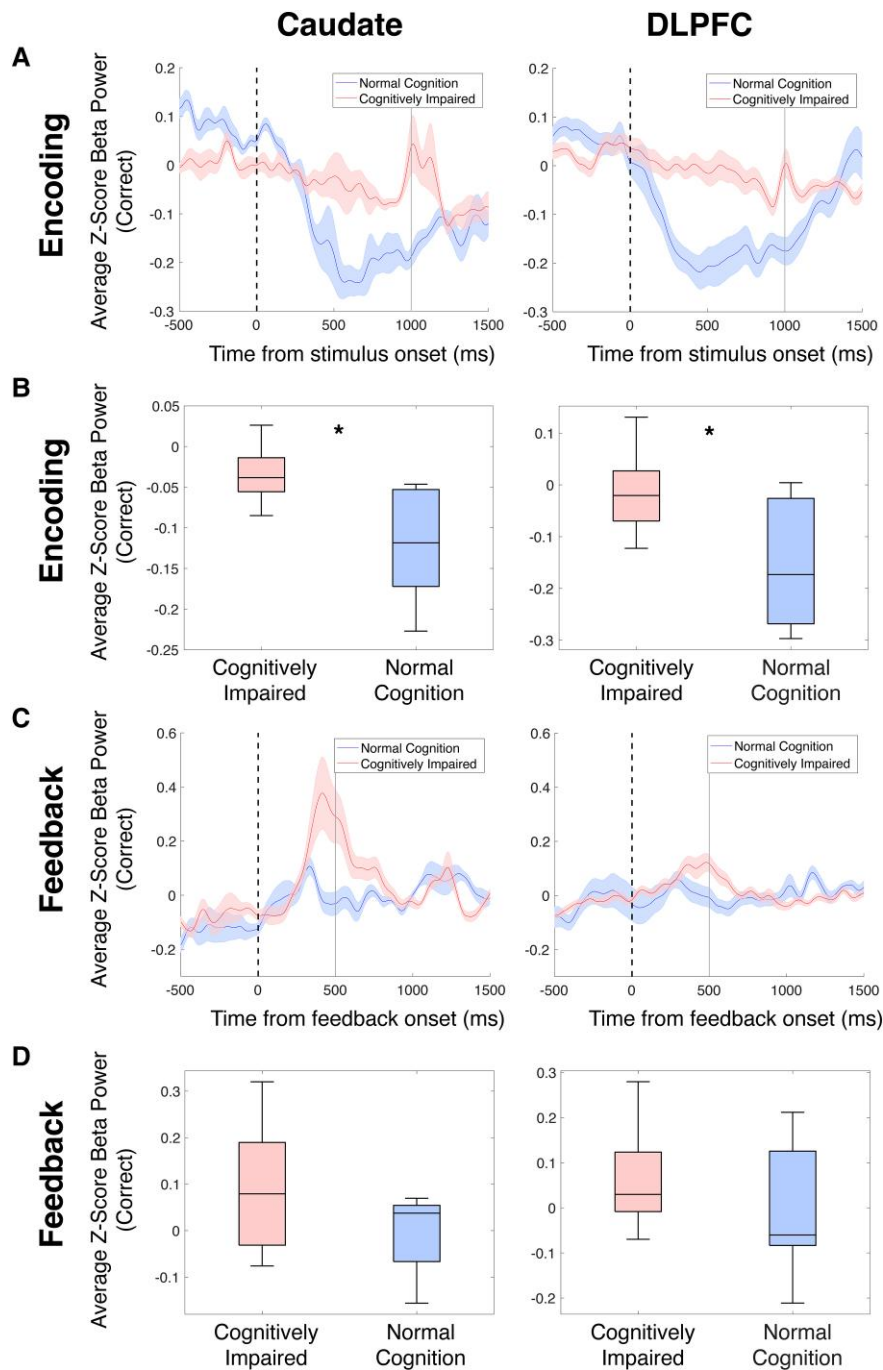 Caudate
DLPFC
A
Encoding
Average Z-Score Beta Power
(Correct)
0.2
0.1
0
-0.1
-0.2
-0.3
-500
0
500
1000
1500
Normal Cognition
Cognitively Impaired
Time from stimulus onset (ms)
0.2
0.1
0
-0.1
-0.2
-0.3
-500
0
500
1000
1500
Normal Cognition
Cognitively Impaired
Time from stimulus onset (ms)
B
Encoding
Average Z-Score Beta Power
(Correct)
0.05
0
-0.05
-0.1
-0.15
-0.2
-0.25
*
Cognitively
Impaired
Normal
Cognition
0.1
0
-0.1
-0.2
-0.3
*
Cognitively
Impaired
Normal
Cognition
C
Feedback
Average Z-Score Beta Power
(Correct)
0.6
0.4
0.2
0
-0.2
-500
0
500
1000
1500
Normal Cognition
Cognitively Impaired
Time from feedback onset (ms)
0.6
0.4
0.2
0
-0.2
-500
0
500
1000
1500
Normal Cognition
Cognitively Impaired
Time from feedback onset (ms)
D
Feedback
Average Z-Score Beta Power
(Correct)
0.3
0.2
0.1
0
-0.1
Cognitively
Impaired
Normal
Cognition
0.3
0.2
0.1
0
-0.1
-0.2
Cognitively
Impaired
Normal
Cognition